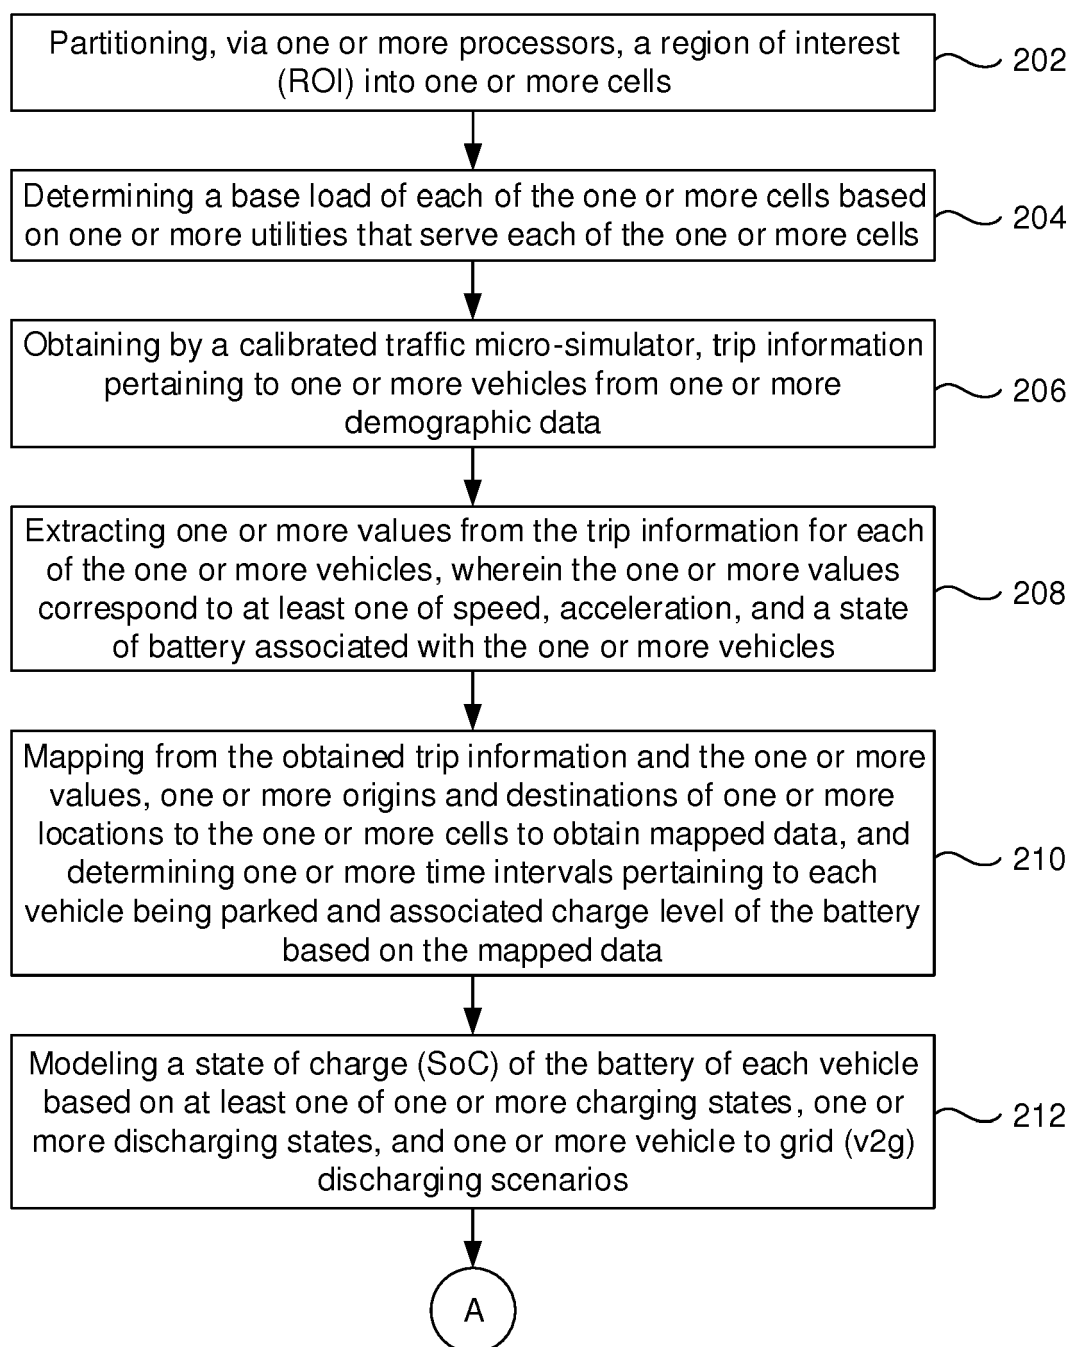 Partitioning, via one or more processors, a region of interest
(ROI) into one or more cells
202
Determining a base load of each of the one or more cells based
on one or more utilities that serve each of the one or more cells
204
Obtaining by a calibrated traffic micro-simulator, trip information
pertaining to one or more vehicles from one or more
demographic data
206
Extracting one or more values from the trip information for each
of the one or more vehicles, wherein the one or more values
correspond to at least one of speed, acceleration, and a state
of battery associated with the one or more vehicles
208
Mapping from the obtained trip information and the one or more
values, one or more origins and destinations of one or more
locations to the one or more cells to obtain mapped data, and
determining one or more time intervals pertaining to each
vehicle being parked and associated charge level of the battery
based on the mapped data
210
Modeling a state of charge (SoC) of the battery of each vehicle
based on at least one of one or more charging states, one or
more discharging states, and one or more vehicle to grid (v2g)
discharging scenarios
212
A